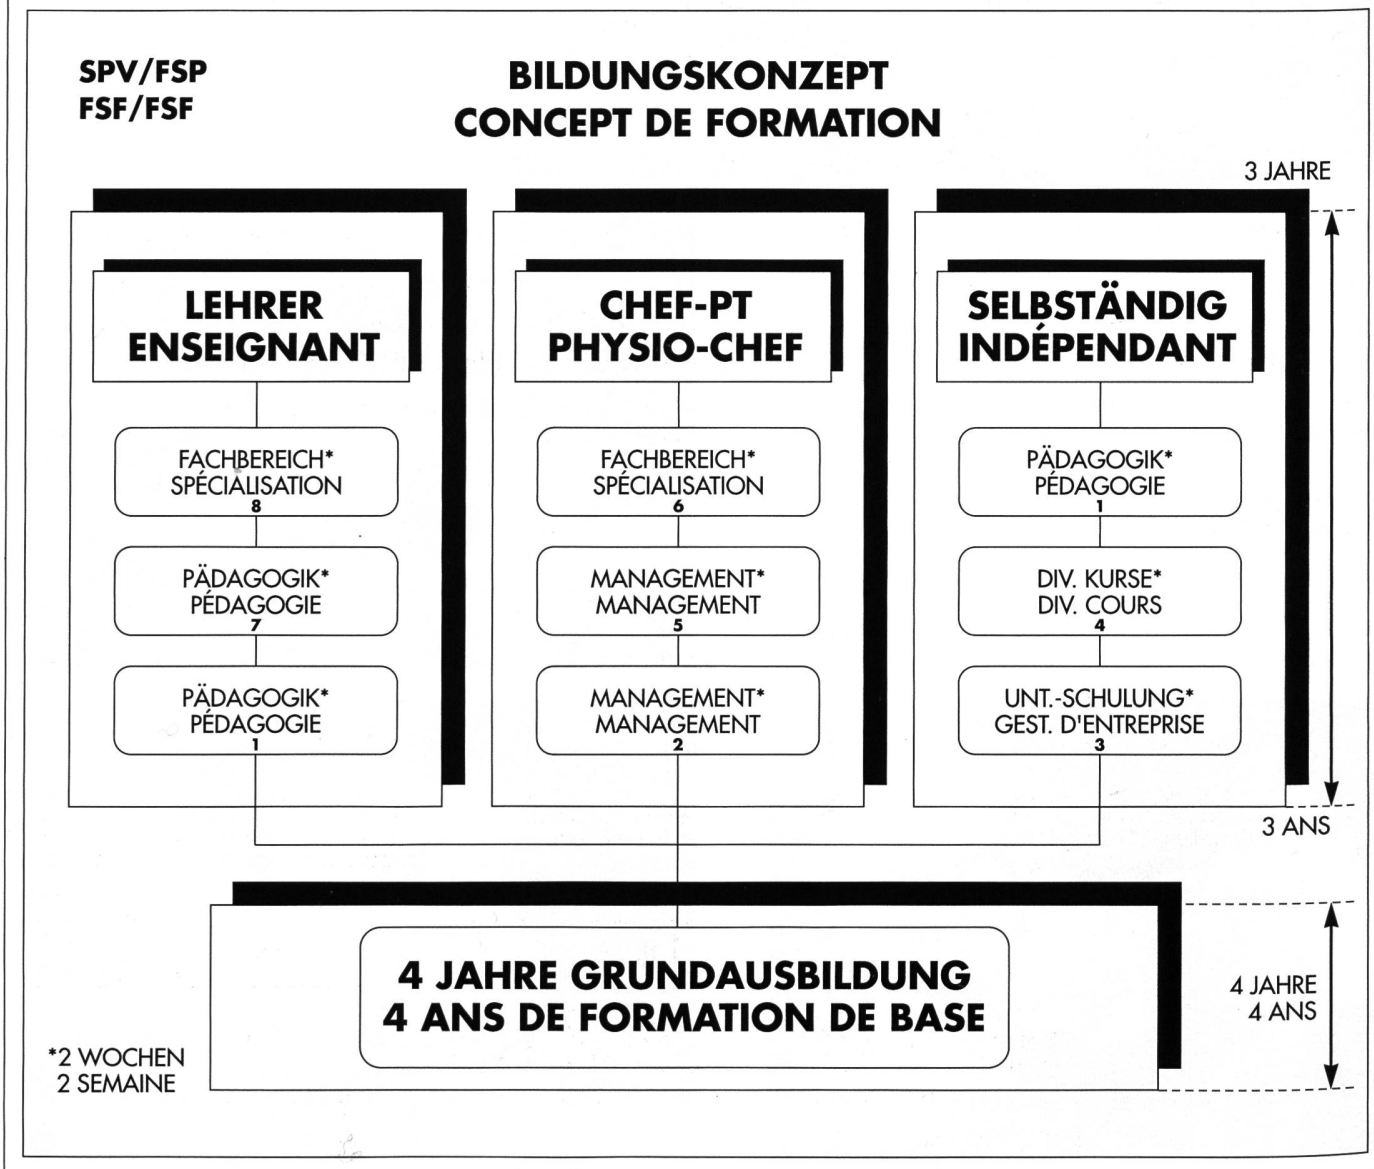 SPV/FSP
FSF/FSF
BILDUNGSKONZEPT
CONCEPT DE FORMATION
3 JAHRE
LEHRER
ENSEIGNANT
FACHBEREICH*
SPÉCIALISATION
8
PÄDAGOGIK*
PÉDAGOGIE
7
PÄDAGOGIK*
PÉDAGOGIE
1
CHEF-PT
PHYSIO-CHEF
FACHBEREICH*
SPÉCIALISATION
6
MANAGEMENT*
MANAGEMENT
5
MANAGEMENT*
MANAGEMENT
2
SELBSTÄNDIG
INDÉPENDANT
PÄDAGOGIK*
PÉDAGOGIE
1
DIV. KURSE*
DIV. COURS
4
UNT.-SCHULUNG*
GEST. D'ENTREPRISE
3
3 ANS
4 JAHRE GRUNDAUSBILDUNG
4 ANS DE FORMATION DE BASE
4 JAHRE
4 ANS
*2 WOCHEN
2 SEMAINE